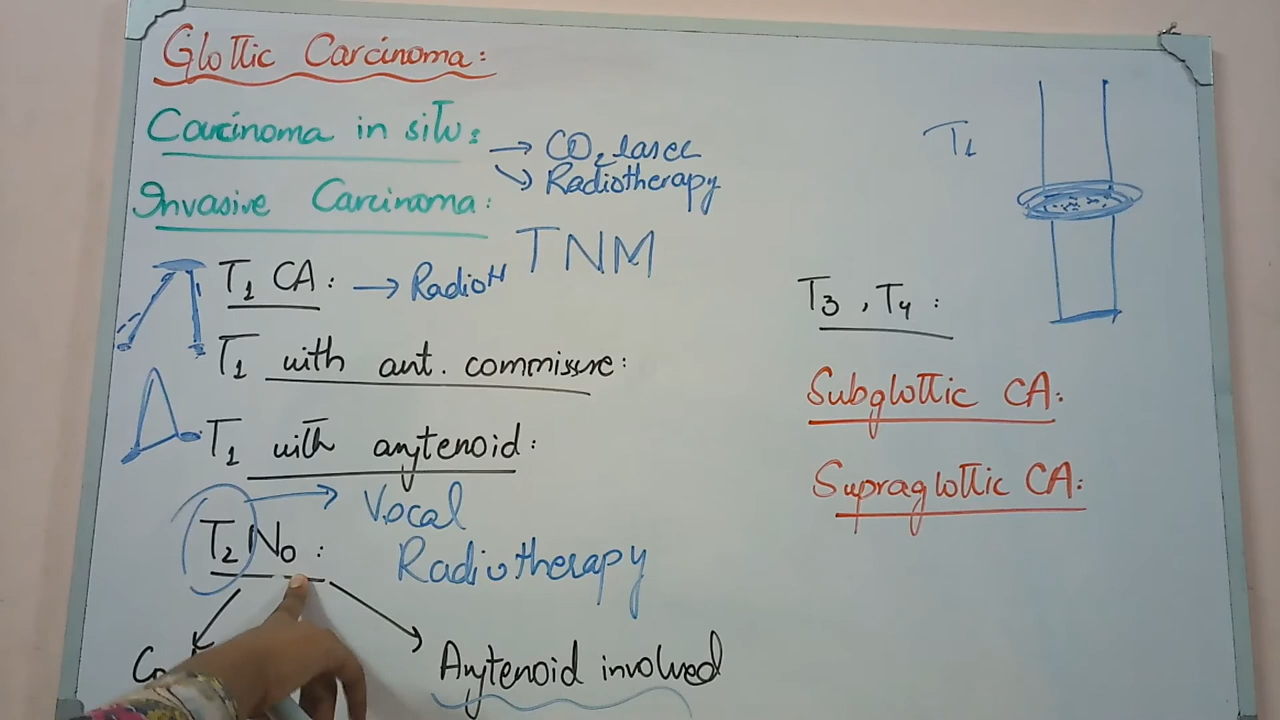 Glottic Carcinoma:
Carcinoma in situ:
→ CO₂ laser
→ Radiotherapy
Invasive Carcinoma:
TNM
T1 CA: → RadioH
T1 with ant. commissure:
T1 with arytenoid:
→ Vocal
T2 N0:
Radiotherapy
Arytenoid involved
T1
T3, T4:
Subglottic CA:
Supraglottic CA: